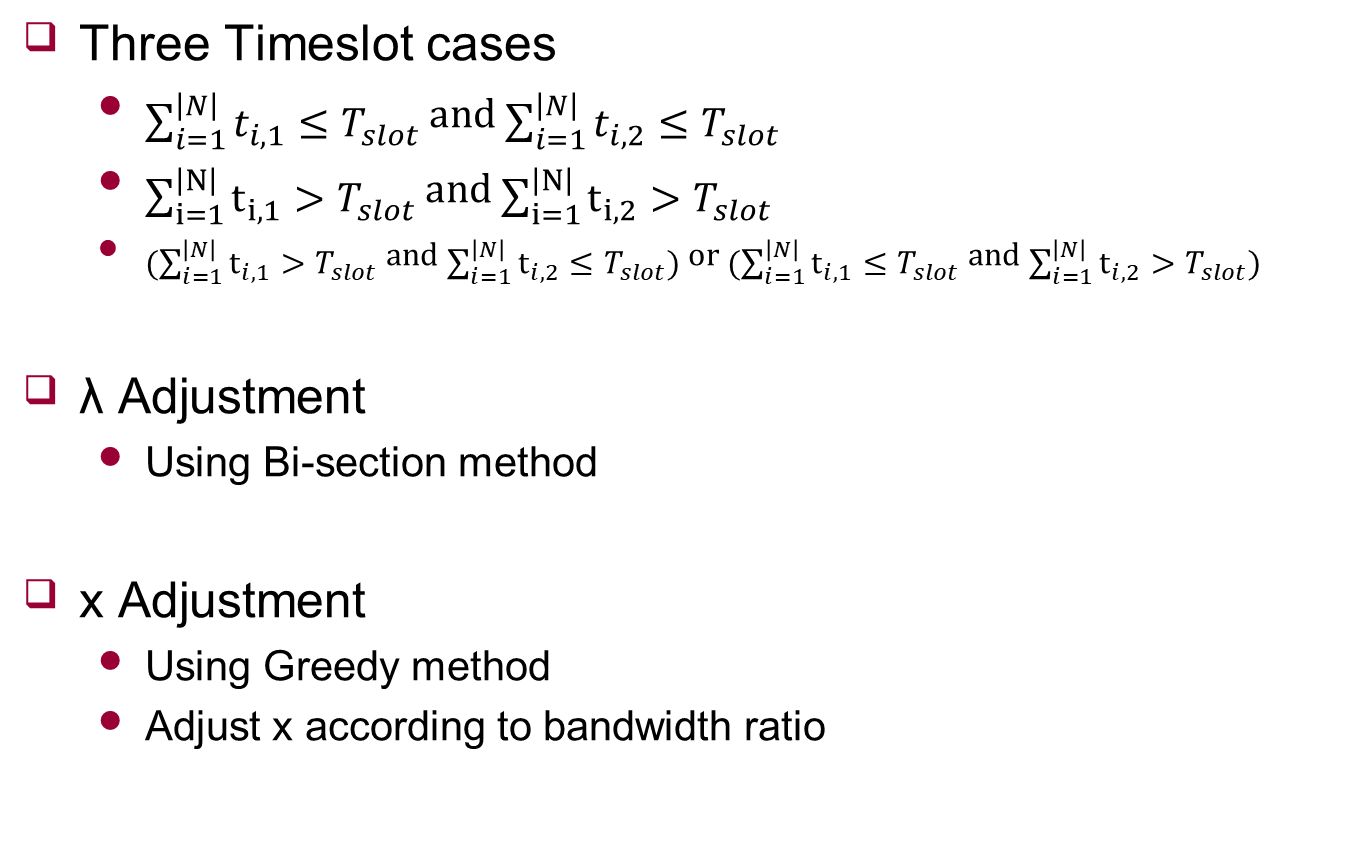 ❑ Three Timeslot cases
• ∑_{i=1}^{|N|} t_{i,1} ≤ T_{slot} and ∑_{i=1}^{|N|} t_{i,2} ≤ T_{slot}
• ∑_{i=1}^{|N|} t_{i,1} > T_{slot} and ∑_{i=1}^{|N|} t_{i,2} > T_{slot}
• (∑_{i=1}^{|N|} t_{i,1} > T_{slot} and ∑_{i=1}^{|N|} t_{i,2} ≤ T_{slot}) or (∑_{i=1}^{|N|} t_{i,1} ≤ T_{slot} and ∑_{i=1}^{|N|} t_{i,2} > T_{slot})
❑ λ Adjustment
• Using Bi-section method
❑ x Adjustment
• Using Greedy method
• Adjust x according to bandwidth ratio